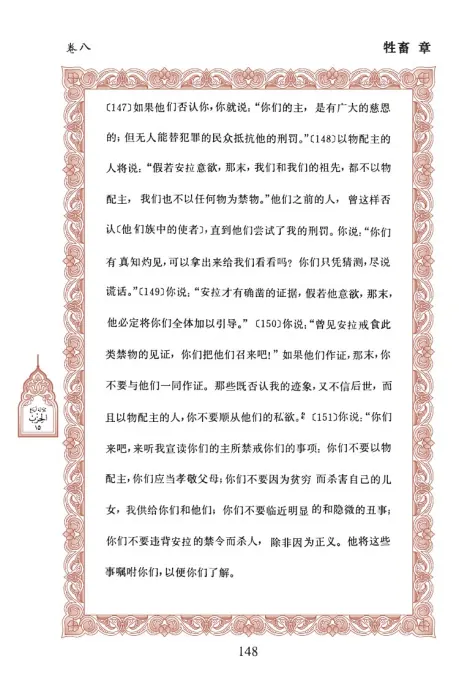 卷八
牲畜 章
〔147〕如果他们否认你，你就说：“你们的主，是有广大的慈恩
的；但无人能替犯罪的民众抵抗他的刑罚。”〔148〕以物配主的
人将说：“假若安拉意欲，那末，我们和我们的祖先，都不以物
配主，我们也不以任何物为禁物。”他们之前的人，曾这样否
认〔他们族中的使者〕，直到他们尝试了我的刑罚。你说：“你们
有真知灼见，可以拿出来给我们看看吗？你们只凭猜测，尽说
谎话。”〔149〕你说：“安拉才有确凿的证据，假若他意欲，那末，
他必定将你们全体加以引导。”〔150〕你说：“曾见安拉戒食此
类禁物的见证，你们把他们召来吧！”如果他们作证，那末，你
不要与他们一同作证。那些既否认我的迹象，又不信后世，而
且以物配主的人，你不要顺从他们的私欲。〔151〕你说：“你们
来吧，来听我宣读你们的主所禁戒你们的事项：你们不要以物
配主，你们应当孝敬父母；你们不要因为贫穷而杀害自己的儿
女，我供给你们和他们；你们不要临近明显的和隐微的丑事；
你们不要违背安拉的禁令而杀人，除非因为正义。他将这些
事嘱咐你们，以便你们了解。
الحزب
١٥
148